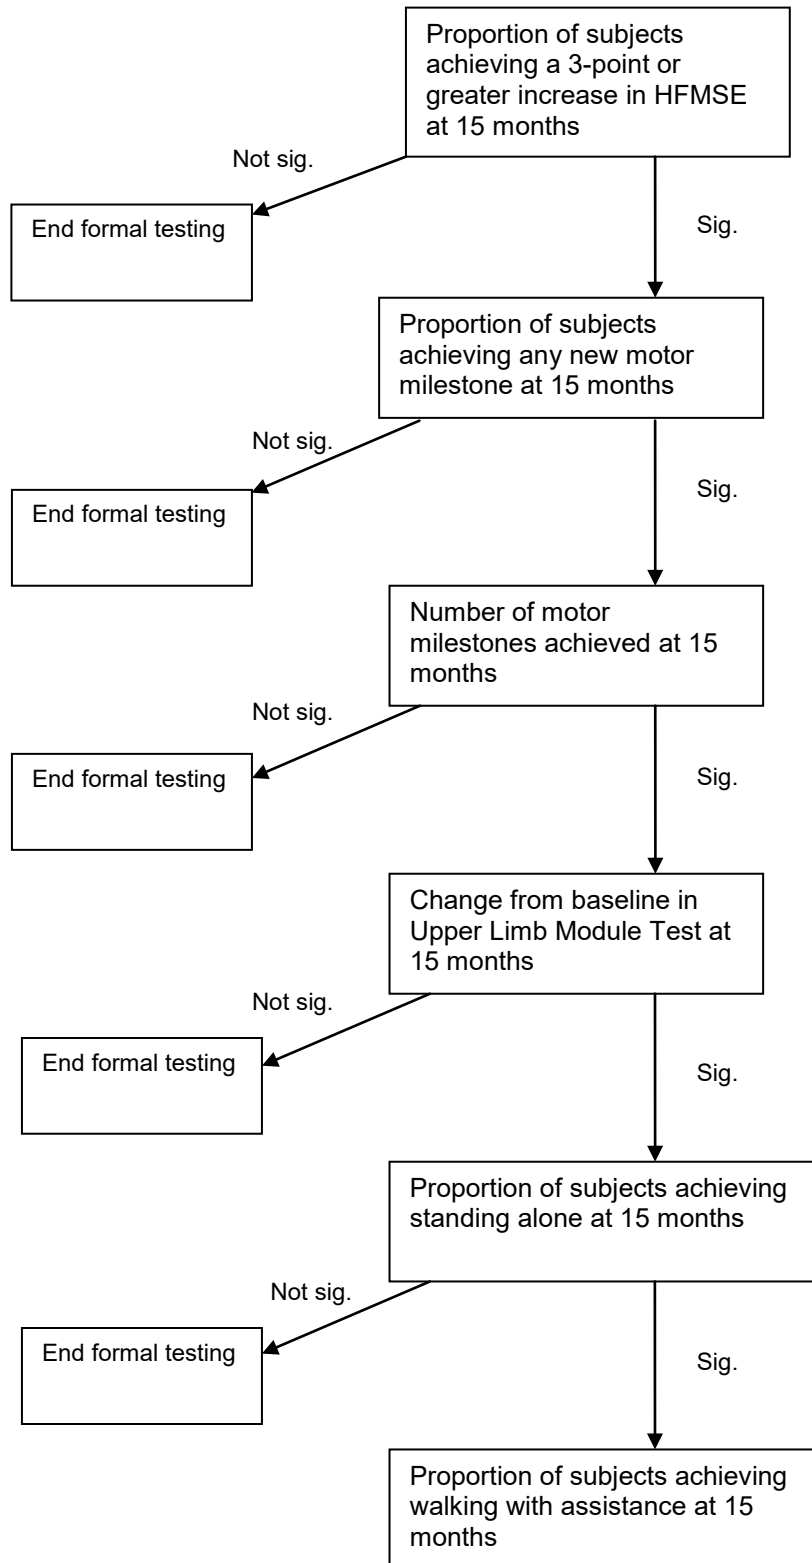 Proportion of subjects
achieving a 3-point or
greater increase in HFMSE
at 15 months
Not sig.
Sig.
End formal testing
Proportion of subjects
achieving any new motor
milestone at 15 months
Not sig.
Sig.
End formal testing
Number of motor
milestones achieved at 15
months
Not sig.
Sig.
End formal testing
Change from baseline in
Upper Limb Module Test at
15 months
Not sig.
Sig.
End formal testing
Proportion of subjects achieving
standing alone at 15 months
Not sig.
Sig.
End formal testing
Proportion of subjects achieving
walking with assistance at 15
months